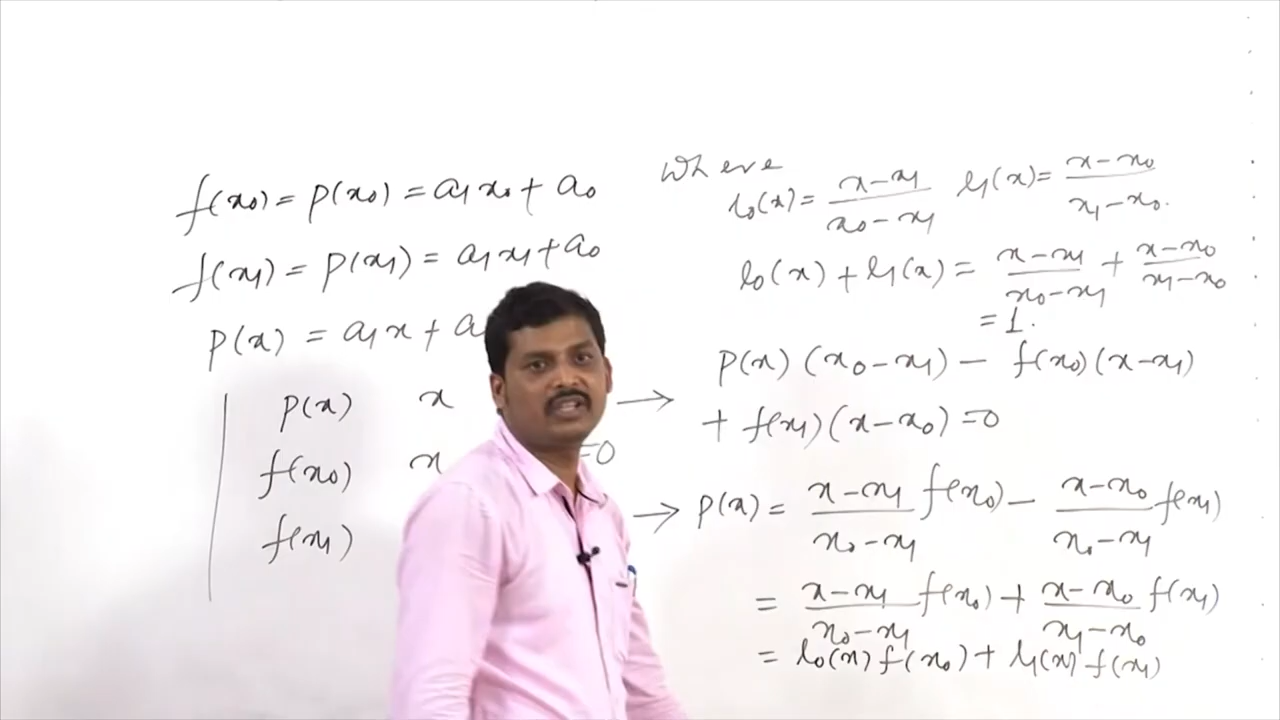 f(x₀) = P(x₀) = a₁x₀ + a₀
f(x₁) = P(x₁) = a₁x₁ + a₀
P(x) = a₁x + a
P(x) x
f(x₀) x =0
f(x₁)
Where
l₀(x) = (x-x₁)/(x₀-x₁) l₁(x) = (x-x₀)/(x₁-x₀).
l₀(x) + l₁(x) = (x-x₁)/(x₀-x₁) + (x-x₀)/(x₁-x₀)
= 1.
→ P(x) (x₀-x₁) - f(x₀)(x-x₁)
+ f(x₁)(x-x₀) = 0
→ P(x) = (x-x₁)/(x₀-x₁) f(x₀) - (x-x₀)/(x₀-x₁) f(x₁)
= (x-x₁)/(x₀-x₁) f(x₀) + (x-x₀)/(x₁-x₀) f(x₁)
= l₀(x) f(x₀) + l₁(x) f(x₁)